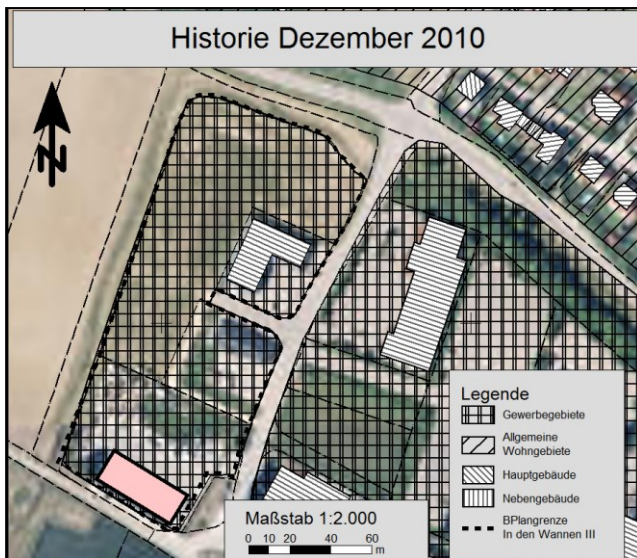 Historie Dezember 2010
N
Legende
Gewerbegebiete
Allgemeine
Wohngebiete
Hauptgebäude
Nebengebäude
BPlangrenze
In den Wannen III
Maßstab 1:2.000
0 10 20 40 60
m